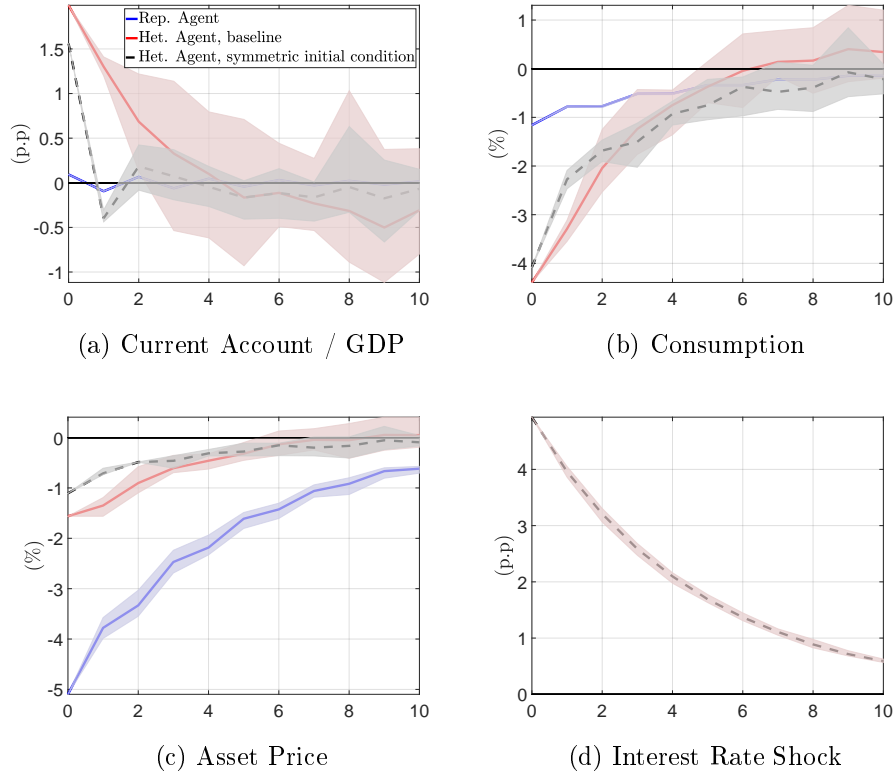 Rep. Agent
Het. Agent, baseline
Het. Agent, symmetric initial condition
(p.p)
1.5
1
0.5
0
-0.5
-1
0 2 4 6 8 10
(a) Current Account / GDP
(%)
1
0
-1
-2
-3
-4
0 2 4 6 8 10
(b) Consumption
(%)
0
-1
-2
-3
-4
-5
0 2 4 6 8 10
(c) Asset Price
(p.p)
4
3
2
1
0
0 2 4 6 8 10
(d) Interest Rate Shock